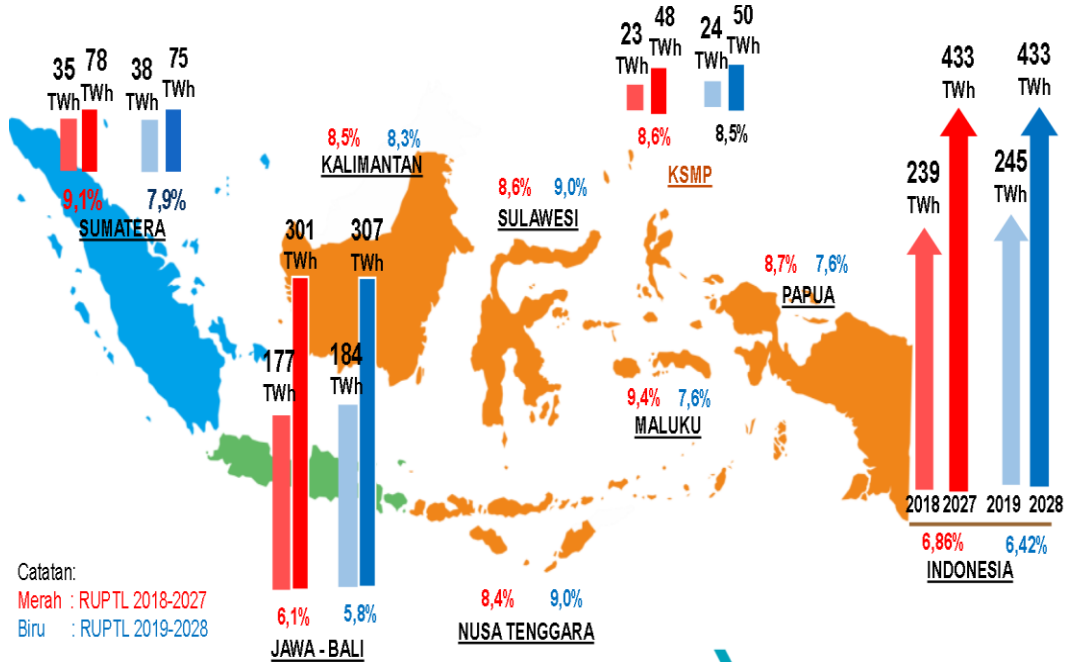 35
TWh
78
TWh
38
TWh
75
TWh
9,1%
7,9%
SUMATERA
8,5%
8,3%
KALIMANTAN
23
TWh
48
TWh
24
TWh
50
TWh
8,6%
8,5%
KSMP
8,6%
9,0%
SULAWESI
8,7%
7,6%
PAPUA
9,4%
7,6%
MALUKU
177
TWh
301
TWh
184
TWh
307
TWh
6,1%
5,8%
JAWA - BALI
8,4%
9,0%
NUSA TENGGARA
239
TWh
433
TWh
245
TWh
433
TWh
2018 2027 2019 2028
6,86%
6,42%
INDONESIA
Catatan:
Merah : RUPTL 2018-2027
Biru : RUPTL 2019-2028